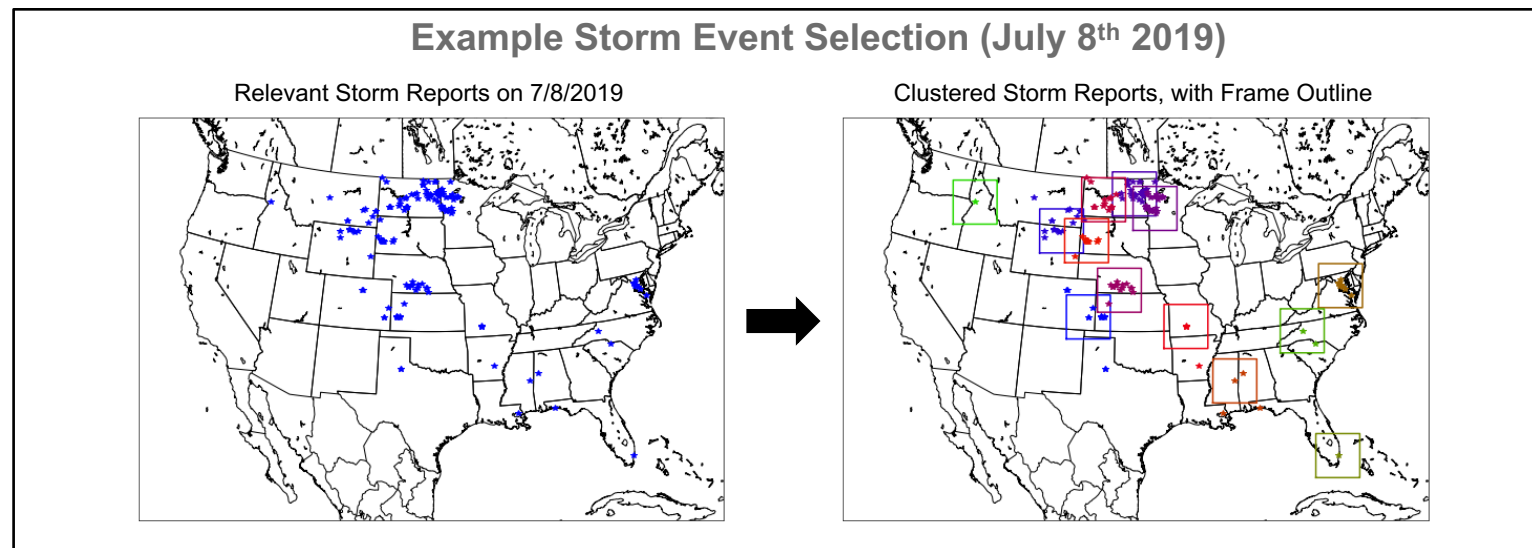 Example Storm Event Selection (July 8th 2019)
Relevant Storm Reports on 7/8/2019
Clustered Storm Reports, with Frame Outline